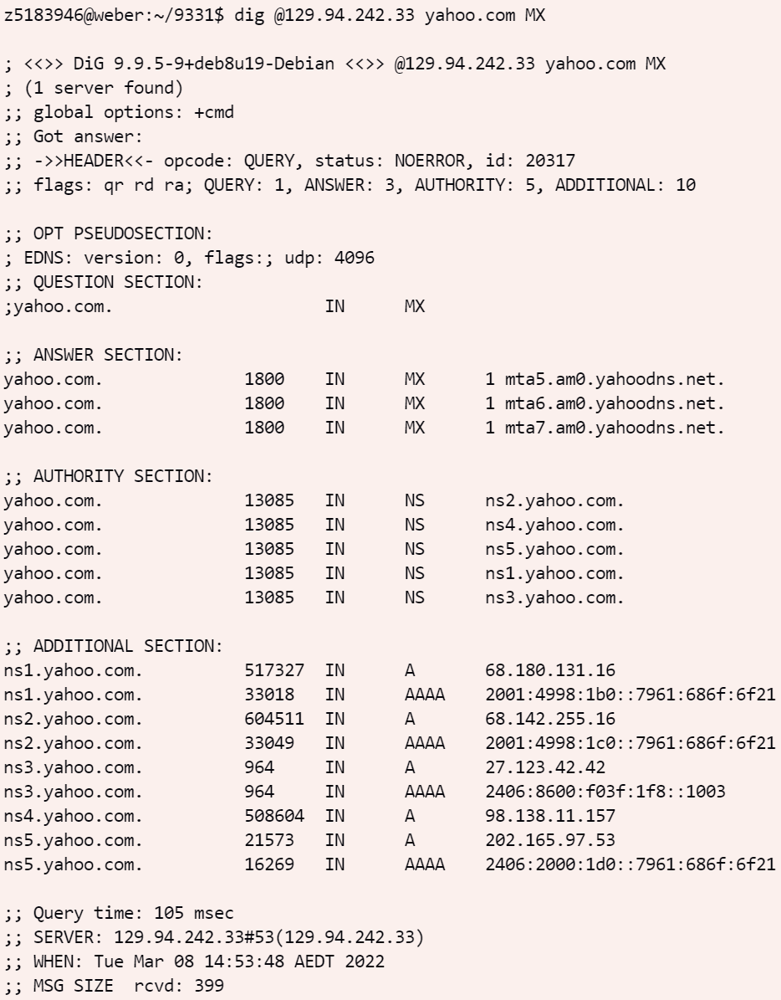 z5183946@weber:~/9331$ dig @129.94.242.33 yahoo.com MX

; <<>> DiG 9.9.5-9+deb8u19-Debian <<>> @129.94.242.33 yahoo.com MX
; (1 server found)
;; global options: +cmd
;; Got answer:
;; ->>HEADER<<- opcode: QUERY, status: NOERROR, id: 20317
;; flags: qr rd ra; QUERY: 1, ANSWER: 3, AUTHORITY: 5, ADDITIONAL: 10

;; OPT PSEUDOSECTION:
; EDNS: version: 0, flags:; udp: 4096
;; QUESTION SECTION:
;yahoo.com. IN MX

;; ANSWER SECTION:
yahoo.com. 1800 IN MX 1 mta5.am0.yahoodns.net.
yahoo.com. 1800 IN MX 1 mta6.am0.yahoodns.net.
yahoo.com. 1800 IN MX 1 mta7.am0.yahoodns.net.

;; AUTHORITY SECTION:
yahoo.com. 13085 IN NS ns2.yahoo.com.
yahoo.com. 13085 IN NS ns4.yahoo.com.
yahoo.com. 13085 IN NS ns5.yahoo.com.
yahoo.com. 13085 IN NS ns1.yahoo.com.
yahoo.com. 13085 IN NS ns3.yahoo.com.

;; ADDITIONAL SECTION:
ns1.yahoo.com. 517327 IN A 68.180.131.16
ns1.yahoo.com. 33018 IN AAAA 2001:4998:1b0::7961:686f:6f21
ns2.yahoo.com. 604511 IN A 68.142.255.16
ns2.yahoo.com. 33049 IN AAAA 2001:4998:1c0::7961:686f:6f21
ns3.yahoo.com. 964 IN A 27.123.42.42
ns3.yahoo.com. 964 IN AAAA 2406:8600:f03f:1f8::1003
ns4.yahoo.com. 508604 IN A 98.138.11.157
ns5.yahoo.com. 21573 IN A 202.165.97.53
ns5.yahoo.com. 16269 IN AAAA 2406:2000:1d0::7961:686f:6f21

;; Query time: 105 msec
;; SERVER: 129.94.242.33#53(129.94.242.33)
;; WHEN: Tue Mar 08 14:53:48 AEDT 2022
;; MSG SIZE rcvd: 399